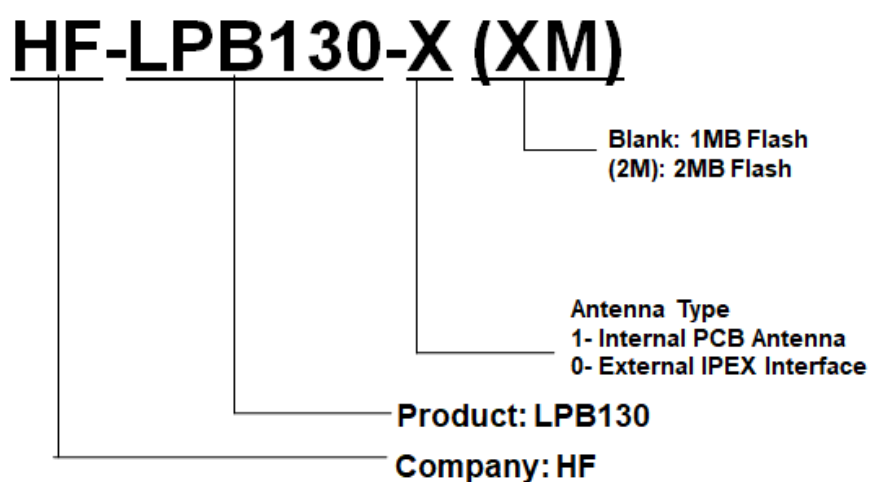 HF-LPB130-X (XM)
Blank: 1MB Flash
(2M): 2MB Flash
Antenna Type
1- Internal PCB Antenna
0- External IPEX Interface
Product: LPB130
Company: HF